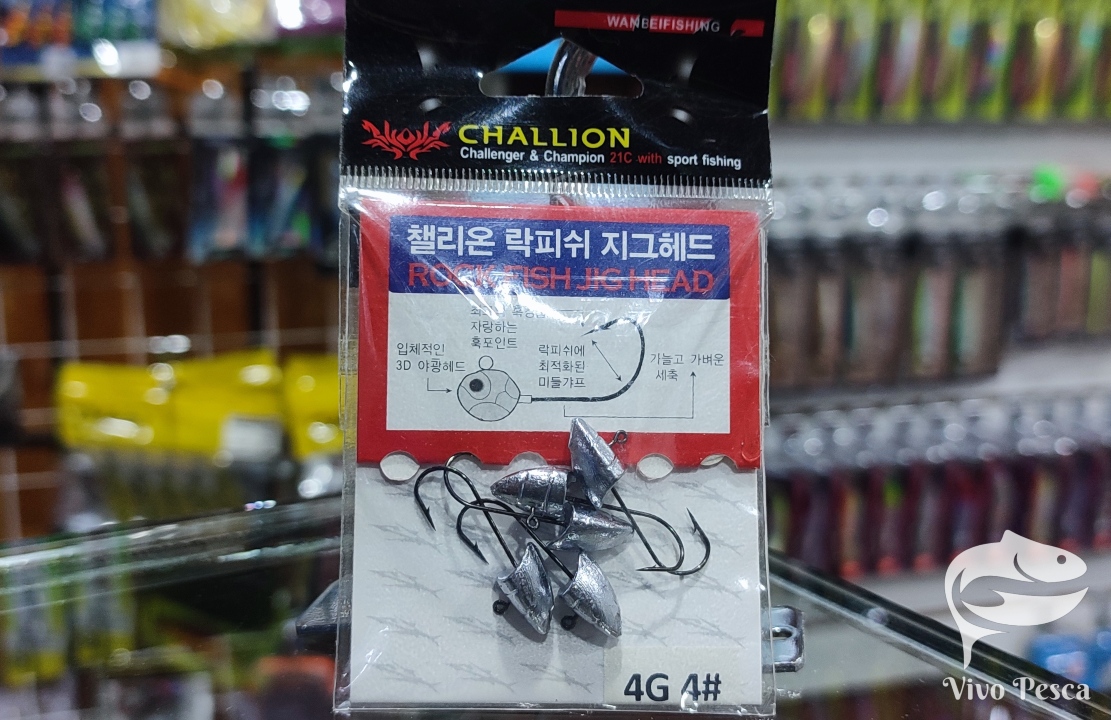 WANBEIFISHING
CHALLION
Challenger & Champion 21C with sport fishing
챌리온 락피쉬 지그헤드
ROCK FISH JIG HEAD
자랑하는
훅포인트
입체적인
3D 야광헤드
락피쉬에
최적화된
미들갸프
가늘고 가벼운
세축
4G 4#
Vivo Pesca